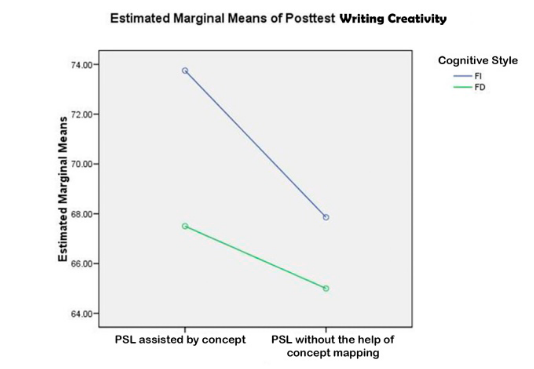 Estimated Marginal Means of Posttest Writing Creativity
Cognitive Style
FI
FD
Estimated Marginal Means
74.00
72.00
70.00
68.00
66.00
64.00
PSL assisted by concept
PSL without the help of
concept mapping